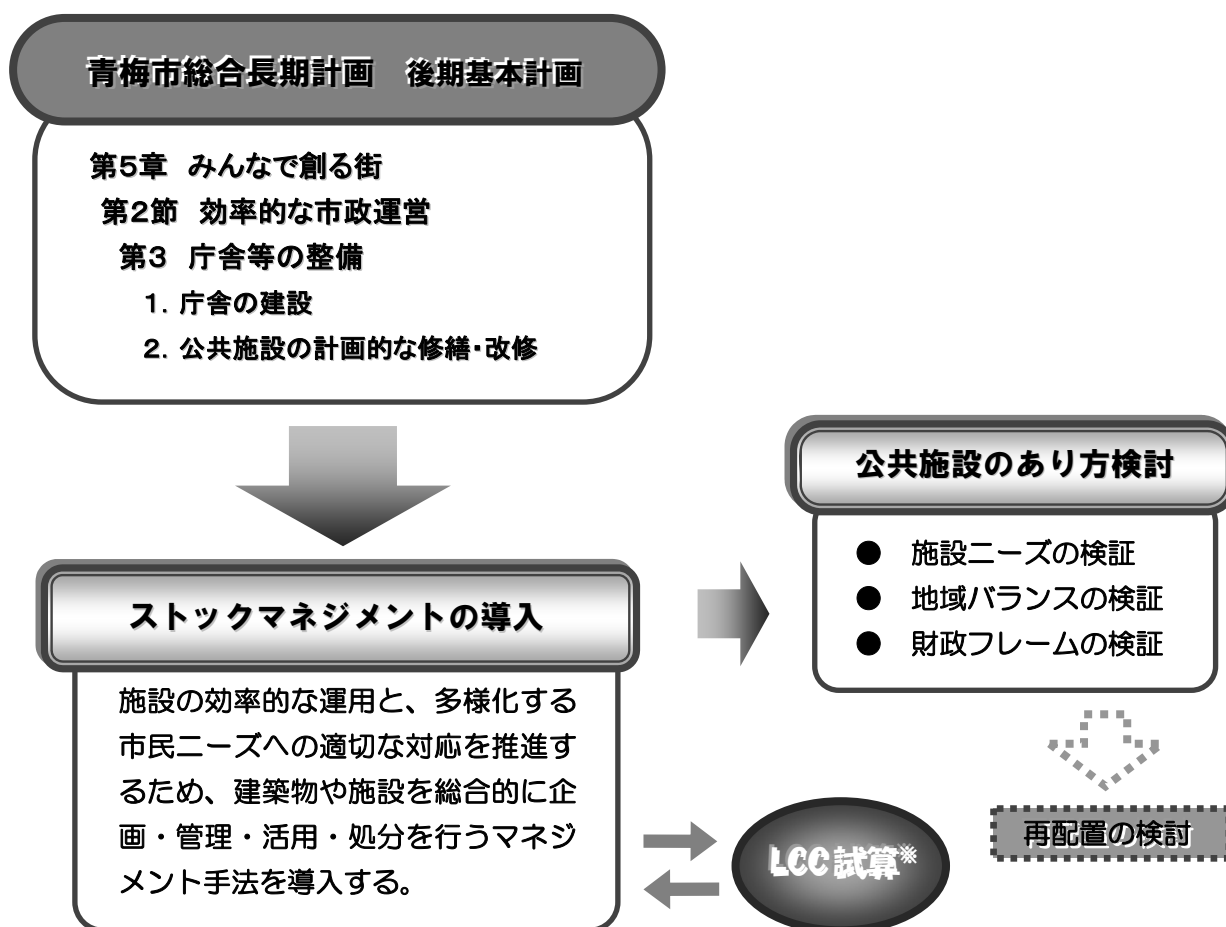 青梅市総合長期計画　後期基本計画
第5章　みんなで創る街
第2節　効率的な市政運営
第3　庁舎等の整備
1. 庁舎の建設
2. 公共施設の計画的な修繕・改修
ストックマネジメントの導入
施設の効率的な運用と、多様化する
市民ニーズへの適切な対応を推進す
るため、建築物や施設を総合的に企
画・管理・活用・処分を行うマネジ
メント手法を導入する。
公共施設のあり方検討
● 施設ニーズの検証
● 地域バランスの検証
● 財政フレームの検証
再配置の検討
LCC試算※